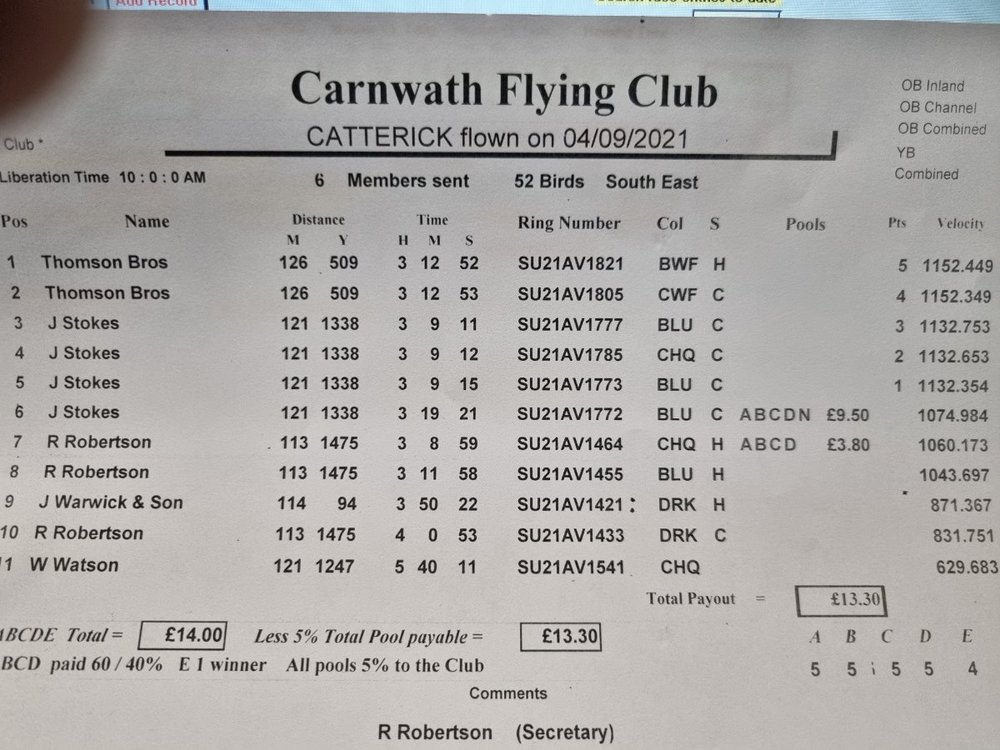 Add Record
Carnwath Flying Club
CATTERICK flown on 04/09/2021
OB Inland
OB Channel
OB Combined
YB
Combined
Club *
Liberation Time 10 : 0 : 0 AM 6 Members sent 52 Birds South East
Pos Name Distance Time Ring Number Col S Pools Pts Velocity
M Y H M S
1 Thomson Bros 126 509 3 12 52 SU21AV1821 BWF H 5 1152.449
2 Thomson Bros 126 509 3 12 53 SU21AV1805 CWF C 4 1152.349
3 J Stokes 121 1338 3 9 11 SU21AV1777 BLU C 3 1132.753
4 J Stokes 121 1338 3 9 12 SU21AV1785 CHQ C 2 1132.653
5 J Stokes 121 1338 3 9 15 SU21AV1773 BLU C 1 1132.354
6 J Stokes 121 1338 3 19 21 SU21AV1772 BLU C ABCDN £9.50 1074.984
7 R Robertson 113 1475 3 8 59 SU21AV1464 CHQ H ABCD £3.80 1060.173
8 R Robertson 113 1475 3 11 58 SU21AV1455 BLU H 1043.697
9 J Warwick & Son 114 94 3 50 22 SU21AV1421 DRK H 871.367
10 R Robertson 113 1475 4 0 53 SU21AV1433 DRK C 831.751
11 W Watson 121 1247 5 40 11 SU21AV1541 CHQ 629.683
Total Payout = £13.30
ABCDE Total = £14.00 Less 5% Total Pool payable = £13.30 A B C D E
BCD paid 60 / 40% E 1 winner All pools 5% to the Club 5 5 5 5 4
Comments
R Robertson (Secretary)